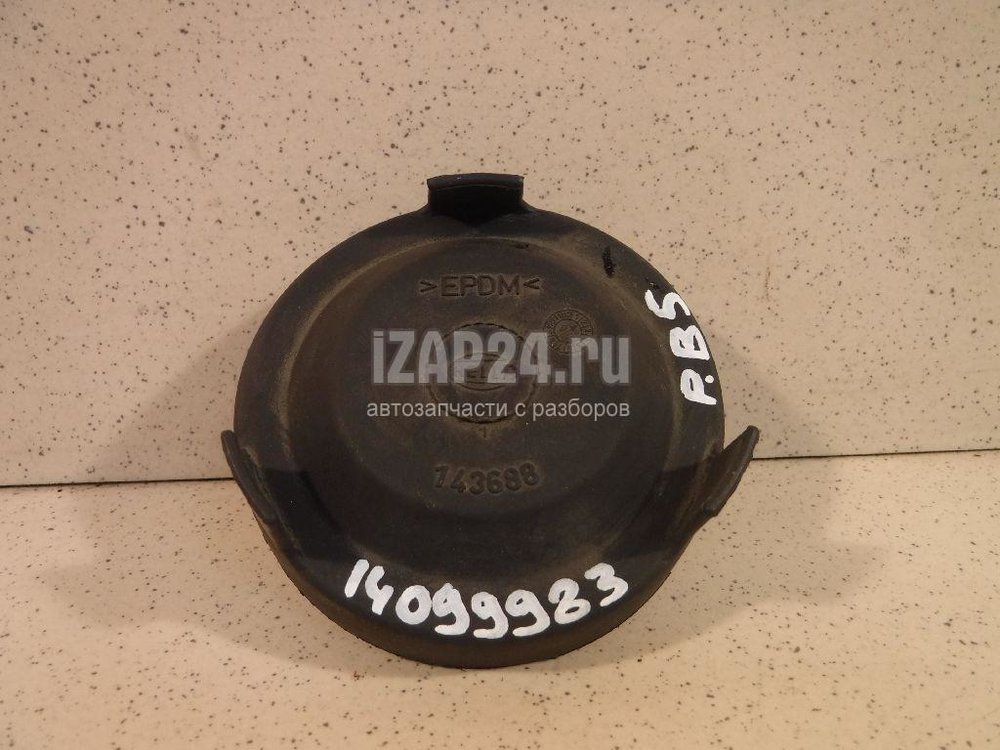 >EPDM<
P.B5
iZAP24.ru
автозапчасти с разборов
143688
14099983